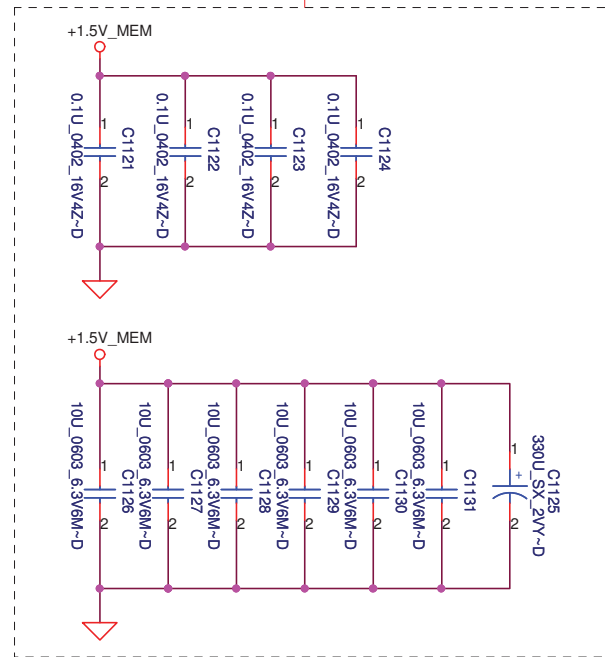 +1.5V_MEM
1
2
C1121
0.1U_0402_16V4Z~D
1
2
C1122
0.1U_0402_16V4Z~D
1
2
C1123
0.1U_0402_16V4Z~D
1
2
C1124
0.1U_0402_16V4Z~D
+1.5V_MEM
1
2
C1126
10U_0603_6.3V6M~D
1
2
C1127
10U_0603_6.3V6M~D
1
2
C1128
10U_0603_6.3V6M~D
1
2
C1129
10U_0603_6.3V6M~D
1
2
C1130
10U_0603_6.3V6M~D
1
2
C1131
10U_0603_6.3V6M~D
1
+
2
C1125
330U_SX_2VY~D